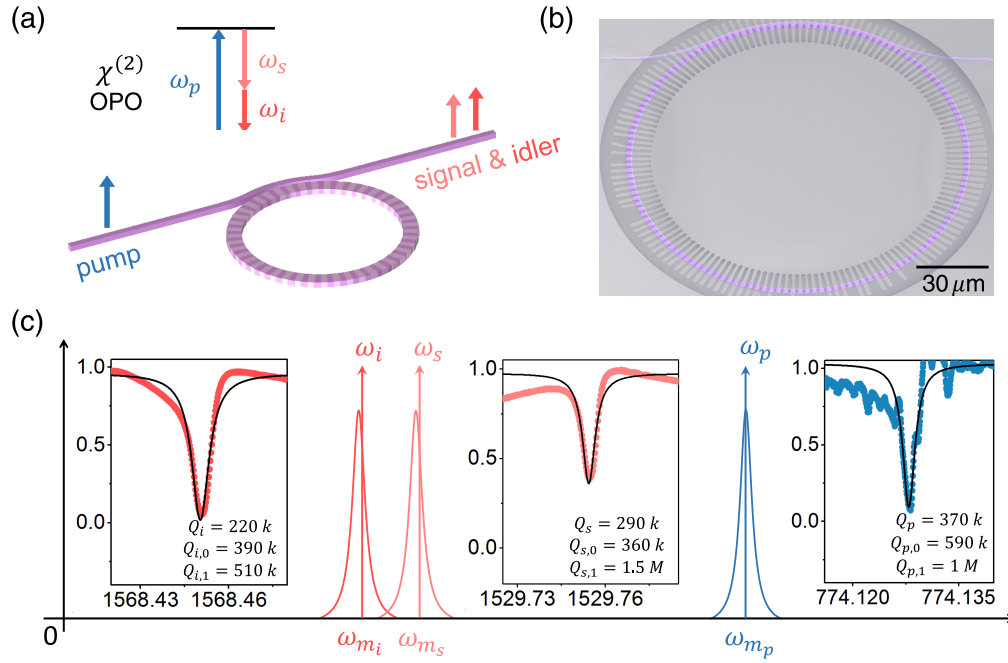 (a)
χ(2)
OPO
ωp
ωs
ωi
pump
signal & idler
(b)
30 μm
(c)
ωi
ωs
ωp
1.0
0.5
0.0
Qi = 220 k
Qi,0 = 390 k
Qi,1 = 510 k
1568.43 1568.46
1.0
0.5
0.0
Qs = 290 k
Qs,0 = 360 k
Qs,1 = 1.5 M
1529.73 1529.76
1.0
0.5
0.0
Qp = 370 k
Qp,0 = 590 k
Qp,1 = 1 M
774.120 774.135
0
ωmi
ωms
ωmp